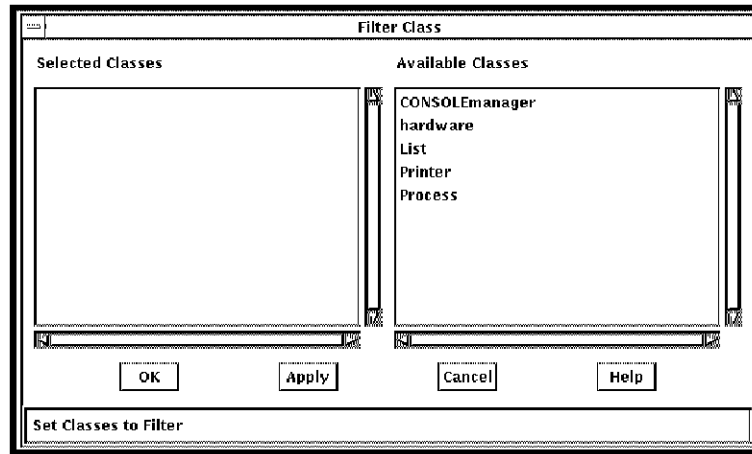 Filter Class
Selected Classes
Available Classes
CONSOLEmanager
hardware
List
Printer
Process
OK
Apply
Cancel
Help
Set Classes to Filter